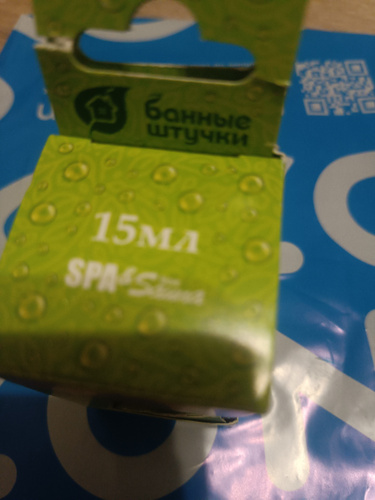 банные
штучки
15мл
SPA &